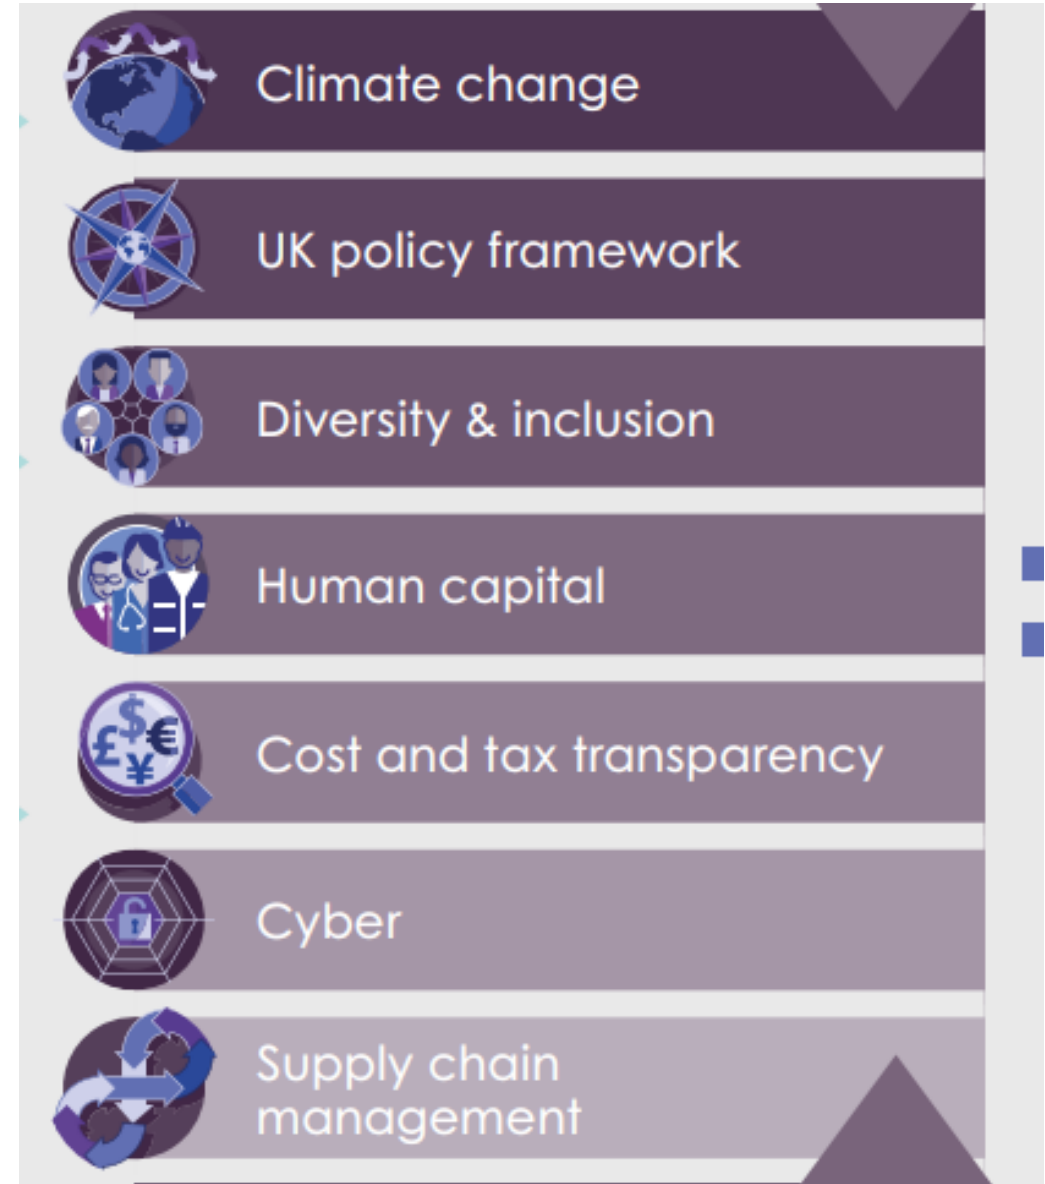 Climate change
UK policy framework
Diversity & inclusion
Human capital
$
£ €
¥
Cost and tax transparency
Cyber
Supply chain
management